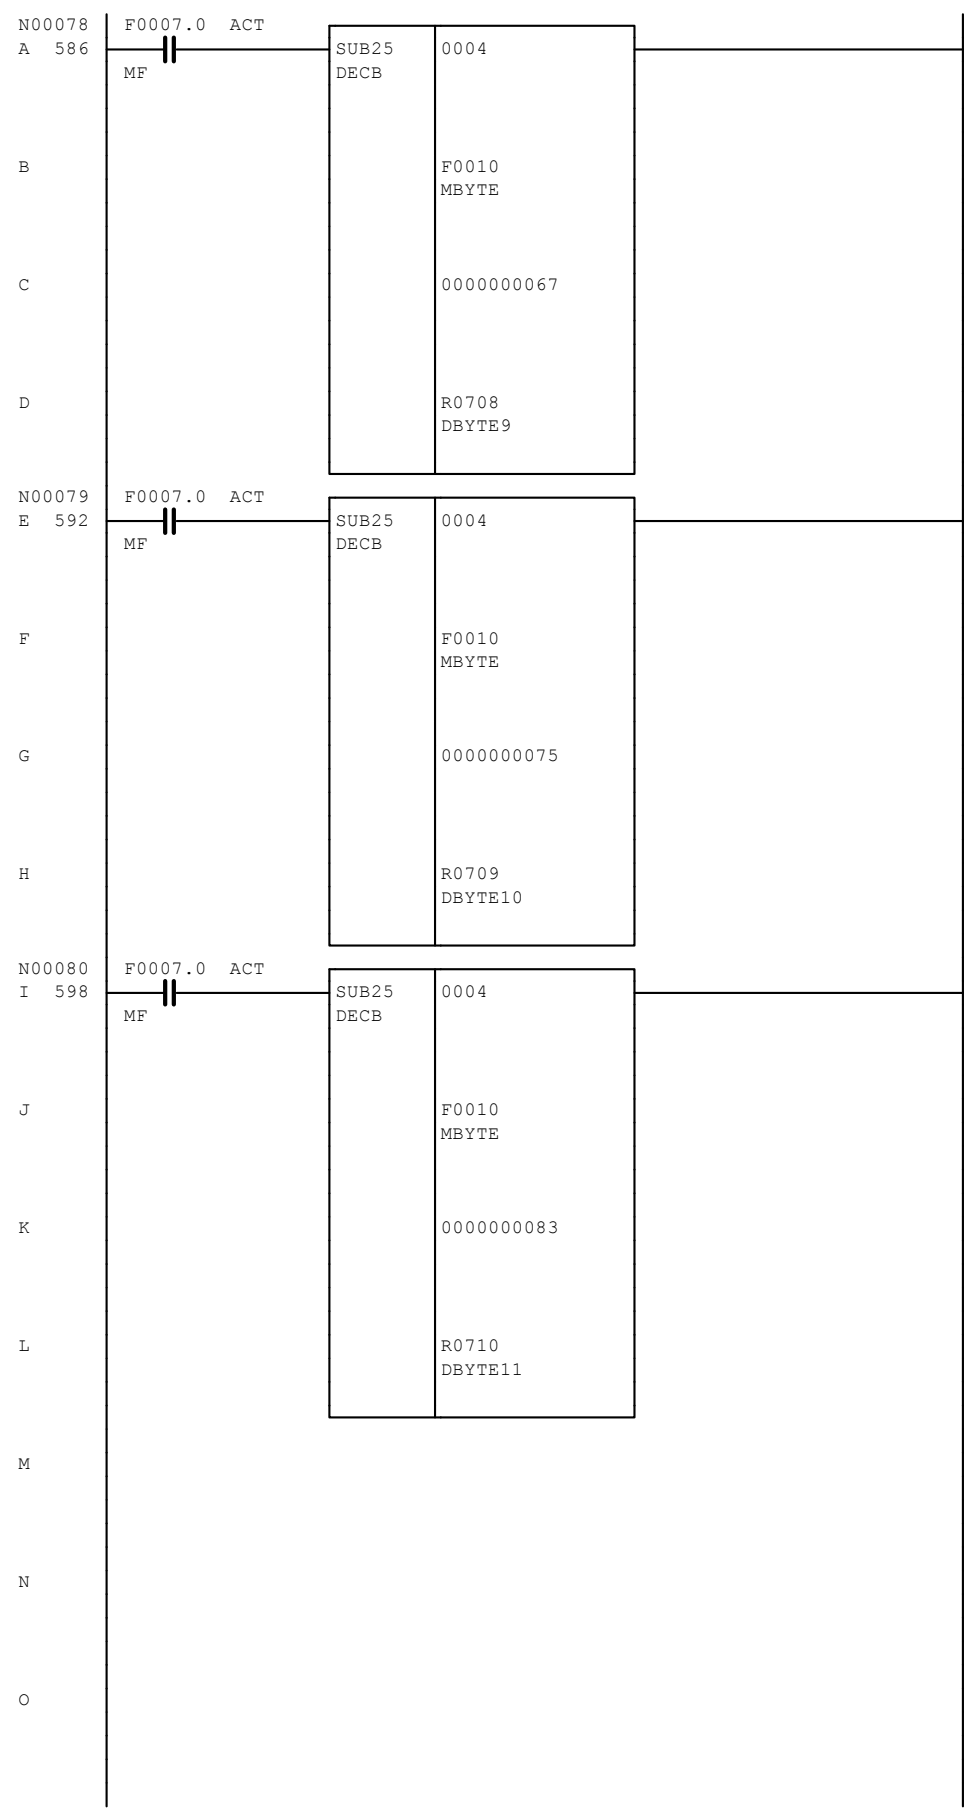 N00078 F0007.0 ACT
A 586 SUB25 0004
MF DECB
B F0010
MBYTE
C 0000000067
D R0708
DBYTE9
N00079 F0007.0 ACT
E 592 SUB25 0004
MF DECB
F F0010
MBYTE
G 0000000075
H R0709
DBYTE10
N00080 F0007.0 ACT
I 598 SUB25 0004
MF DECB
J F0010
MBYTE
K 0000000083
L R0710
DBYTE11
M
N
O